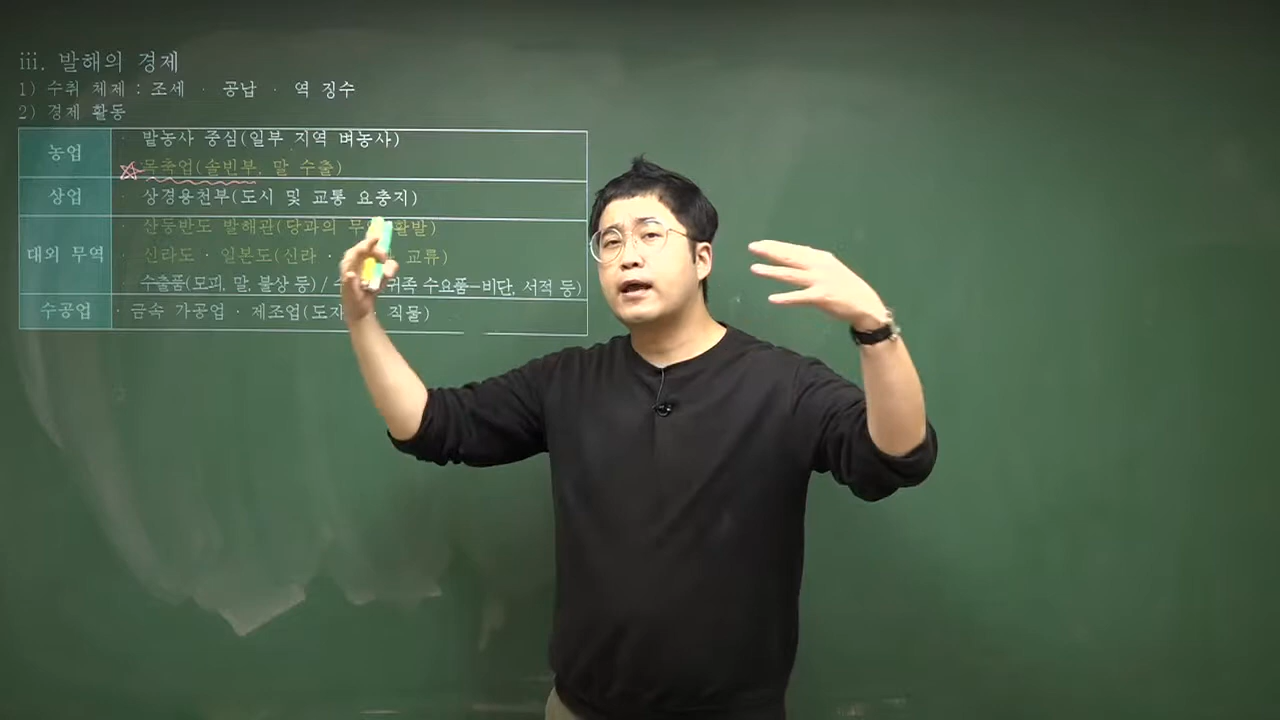 iii. 발해의 경제
1) 수취 체제 : 조세 · 공납 · 역 징수
2) 경제 활동
농업
· 밭농사 중심(일부 지역 벼농사)
☆ 목축업(솔빈부, 말 수출)
상업
· 상경용천부(도시 및 교통 요충지)
대외 무역
· 산동반도 발해관(당과의 활발)
· 신라도 · 일본도(신라 · 교류)
· 수출품(모피, 말, 불상 등) / 귀족 수요품-비단, 서적 등)
수공업
· 금속 가공업 · 제조업( 직물)